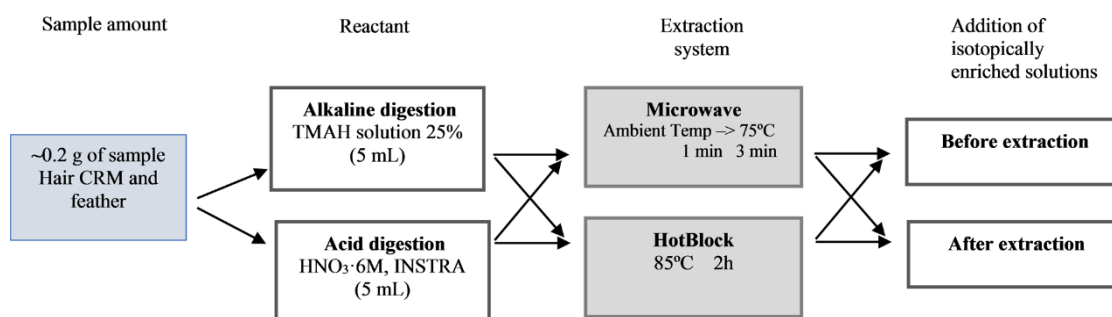 Sample amount
Reactant
Extraction
system
Addition of
isotopically
enriched solutions
~0.2 g of sample
Hair CRM and
feather
Alkaline digestion
TMAH solution 25%
(5 mL)
Acid digestion
HNO₃·6M, INSTRA
(5 mL)
Microwave
Ambient Temp –> 75ºC
1 min 3 min
HotBlock
85ºC 2h
Before extraction
After extraction